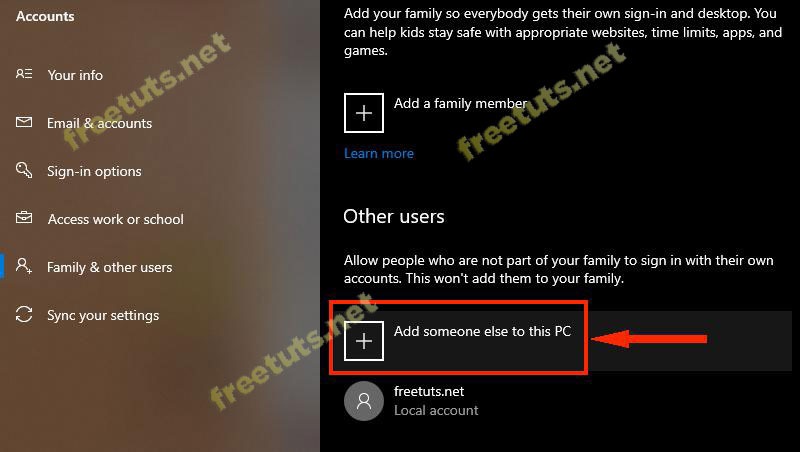 Accounts
Your info
Email & accounts
Sign-in options
Access work or school
Family & other users
Sync your settings
Add your family so everybody gets their own sign-in and desktop. You
can help kids stay safe with appropriate websites, time limits, apps, and
games.
Add a family member
Learn more
Other users
Allow people who are not part of your family to sign in with their own
accounts. This won't add them to your family.
Add someone else to this PC
freetuts.net
Local account
freetuts.net
freetuts.net
freetuts.net